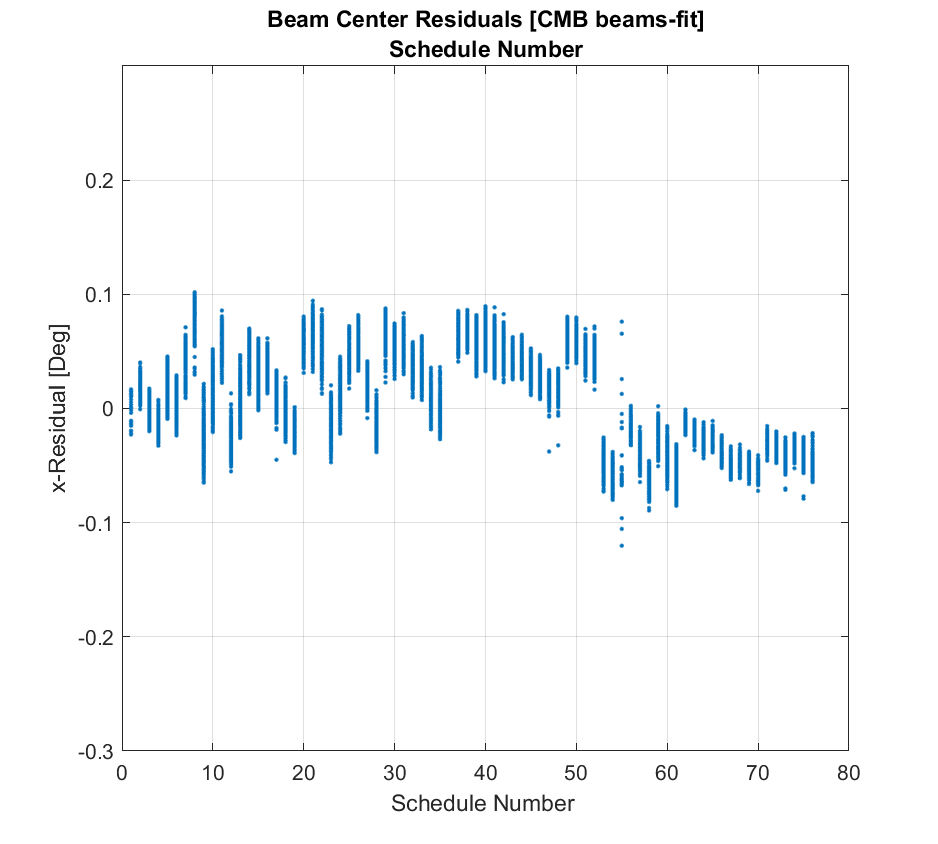 Beam Center Residuals [CMB beams-fit]
Schedule Number
0.2
0.1
0
-0.1
-0.2
-0.3
x-Residual [Deg]
0 10 20 30 40 50 60 70 80
Schedule Number